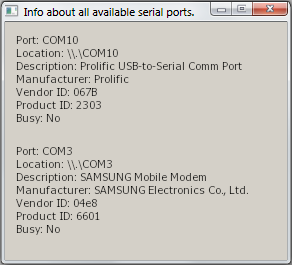 Info about all available serial ports.
Port: COM10
Location: \\.\COM10
Description: Prolific USB-to-Serial Comm Port
Manufacturer: Prolific
Vendor ID: 067B
Product ID: 2303
Busy: No
Port: COM3
Location: \\.\COM3
Description: SAMSUNG Mobile Modem
Manufacturer: SAMSUNG Electronics Co., Ltd.
Vendor ID: 04e8
Product ID: 6601
Busy: No